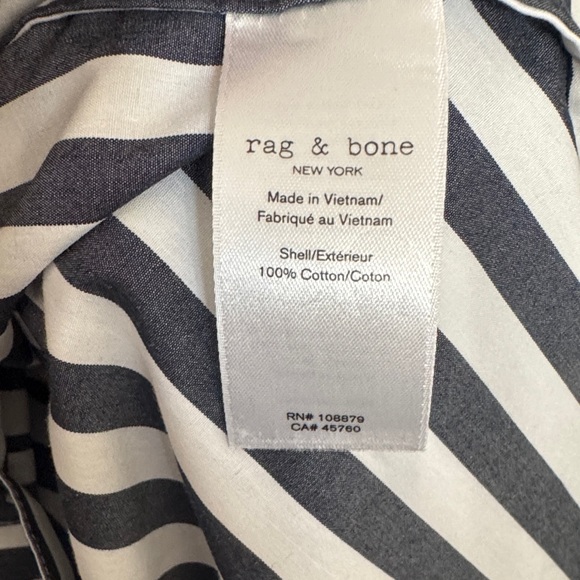 rag & bone
NEW YORK
Made in Vietnam/
Fabriqué au Vietnam
Shell/Extérieur
100% Cotton/Coton
RN# 108879
CA# 45760